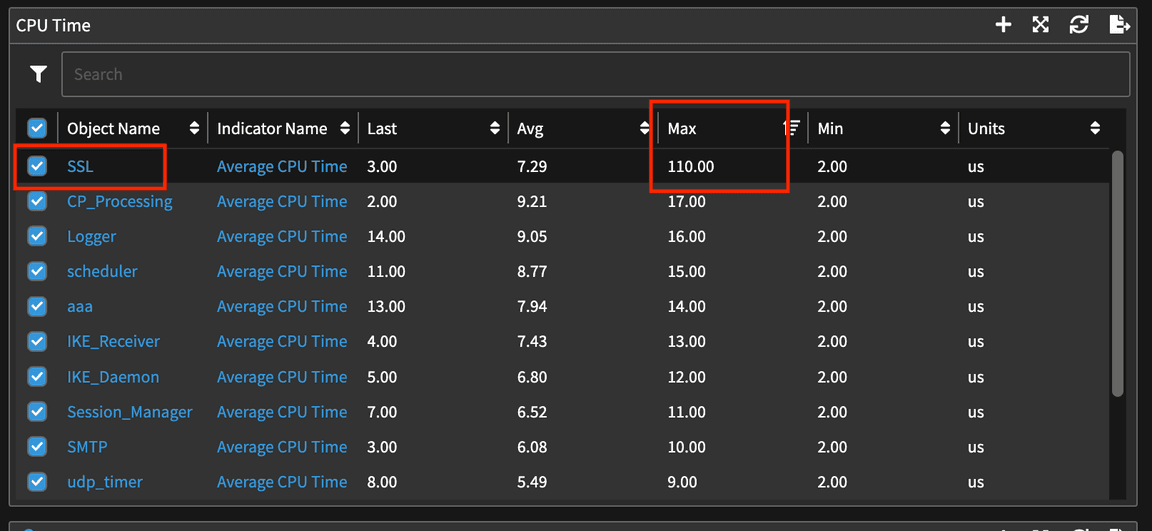 CPU Time
Search
Object Name Indicator Name Last Avg Max Min Units
SSL Average CPU Time 3.00 7.29 110.00 2.00 us
CP_Processing Average CPU Time 2.00 9.21 17.00 2.00 us
Logger Average CPU Time 14.00 9.05 16.00 2.00 us
scheduler Average CPU Time 11.00 8.77 15.00 2.00 us
aaa Average CPU Time 13.00 7.94 14.00 2.00 us
IKE_Receiver Average CPU Time 4.00 7.43 13.00 2.00 us
IKE_Daemon Average CPU Time 5.00 6.80 12.00 2.00 us
Session_Manager Average CPU Time 7.00 6.52 11.00 2.00 us
SMTP Average CPU Time 3.00 6.08 10.00 2.00 us
udp_timer Average CPU Time 8.00 5.49 9.00 2.00 us